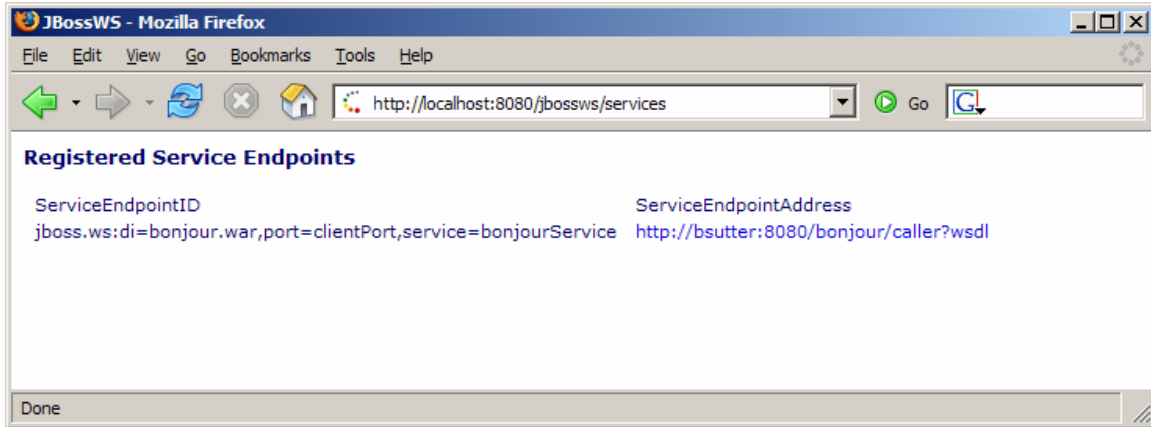 JBossWS - Mozilla Firefox
File Edit View Go Bookmarks Tools Help
http://localhost:8080/jbossws/services Go G
Registered Service Endpoints
ServiceEndpointID ServiceEndpointAddress
jboss.ws:di=bonjour.war,port=clientPort,service=bonjourService http://bsutter:8080/bonjour/caller?wsdl
Done